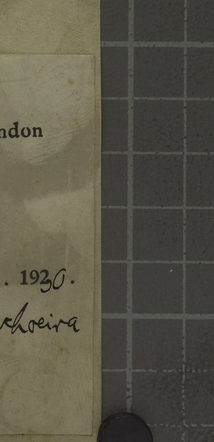 ndon
. 1930.
choeira